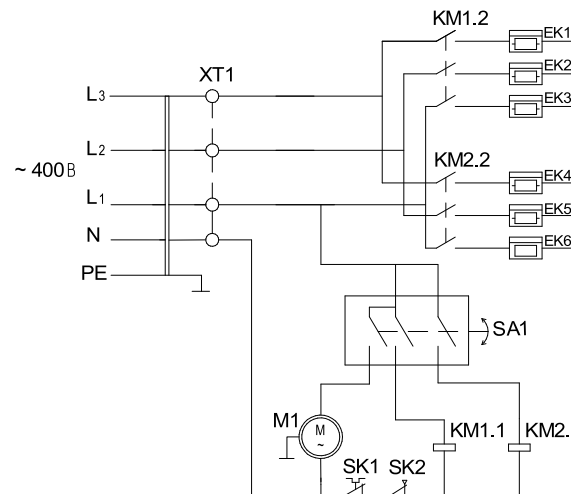 KM1.2
EK1
EK2
XT1
EK3
L3
L2
KM2.2
~ 400В
EK4
L1
EK5
N
EK6
PE
SA1
M1
M
~
KM1.1
KM2.
SK1
SK2